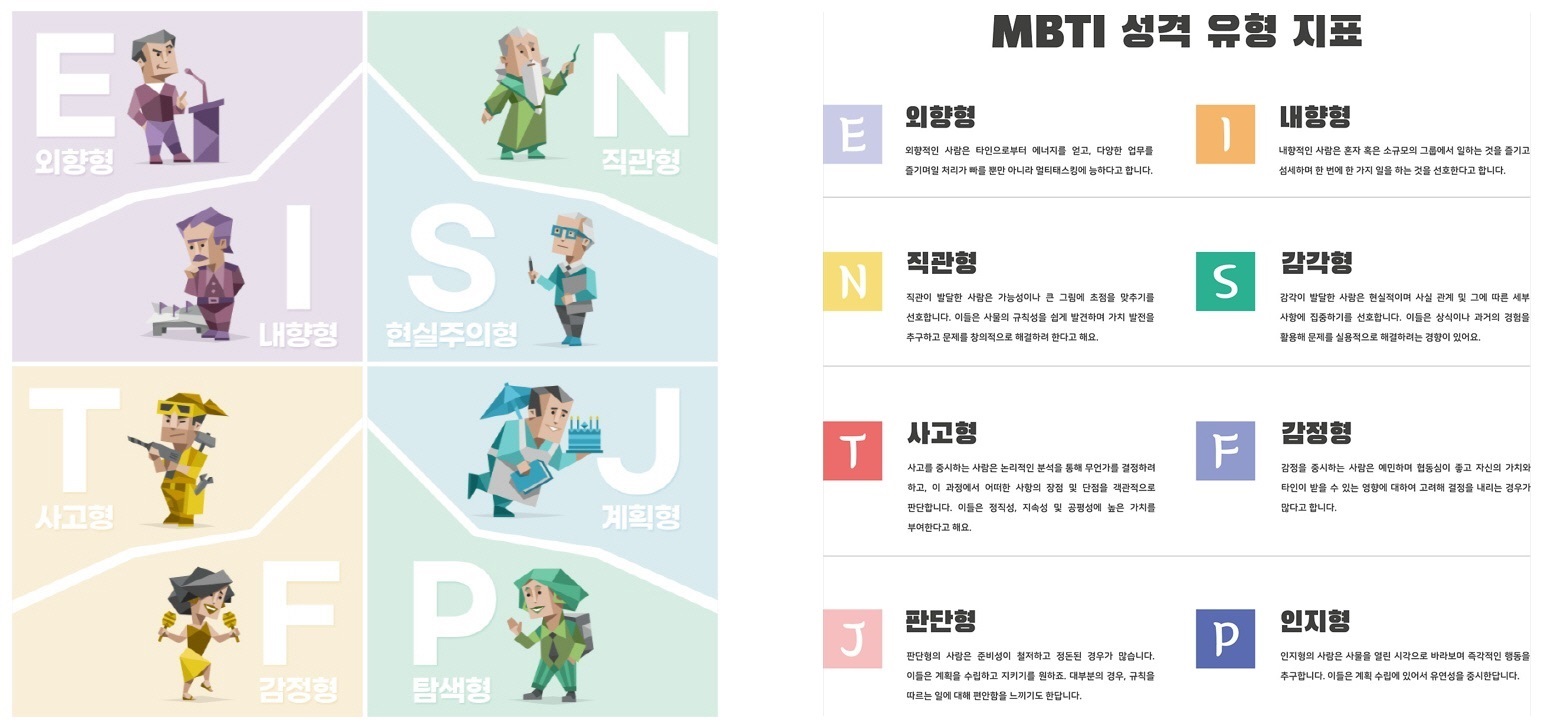 E
외향형
N
직관형
I
내향형
S
현실주의형
T
사고형
J
계획형
F
감정형
P
탐색형
MBTI 성격 유형 지표
E
외향형
외향적인 사람은 타인으로부터 에너지를 얻고, 다양한 업무를
즐기며일 처리가 빠를 뿐만 아니라 멀티태스킹에 능하다고 합니다.
I
내향형
내향적인 사람은 혼자 혹은 소규모의 그룹에서 일하는 것을 즐기고
섬세하며 한 번에 한 가지 일을 하는 것을 선호한다고 합니다.
N
직관형
직관이 발달한 사람은 가능성이나 큰 그림에 초점을 맞추기를
선호합니다. 이들은 사물의 규칙성을 쉽게 발견하며 가치 발전을
추구하고 문제를 창의적으로 해결하려 한다고 해요.
S
감각형
감각이 발달한 사람은 현실적이며 사실 관계 및 그에 따른 세부
사항에 집중하기를 선호합니다. 이들은 상식이나 과거의 경험을
활용해 문제를 실용적으로 해결하려는 경향이 있어요.
T
사고형
사고를 중시하는 사람은 논리적인 분석을 통해 무언가를 결정하려
하고, 이 과정에서 어떠한 사항의 장점 및 단점을 객관적으로
판단합니다. 이들은 정직성, 지속성 및 공평성에 높은 가치를
부여한다고 해요.
F
감정형
감정을 중시하는 사람은 예민하며 협동심이 좋고 자신의 가치와
타인이 받을 수 있는 영향에 대하여 고려해 결정을 내리는 경우가
많다고 합니다.
J
판단형
판단형의 사람은 준비성이 철저하고 정돈된 경우가 많습니다.
이들은 계획을 수립하고 지키기를 원하죠. 대부분의 경우, 규칙을
따르는 일에 대해 편안함을 느끼기도 한답니다.
P
인지형
인지형의 사람은 사물을 열린 시각으로 바라보며 즉각적인 행동을
추구합니다. 이들은 계획 수립에 있어서 유연성을 중시한답니다.